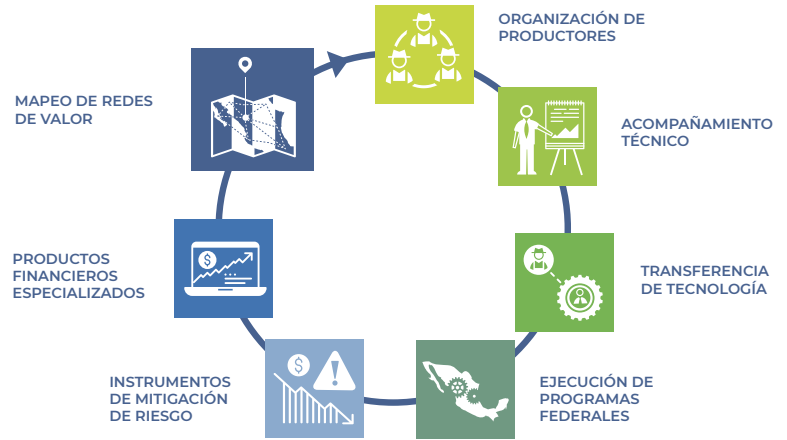 ORGANIZACIÓN DE
PRODUCTORES
MAPEO DE REDES
DE VALOR
ACOMPAÑAMIENTO
TÉCNICO
PRODUCTOS
FINANCIEROS
ESPECIALIZADOS
$
TRANSFERENCIA
DE TECNOLOGÍA
INSTRUMENTOS
DE MITIGACIÓN
DE RIESGO
$
!
EJECUCIÓN DE
PROGRAMAS
FEDERALES